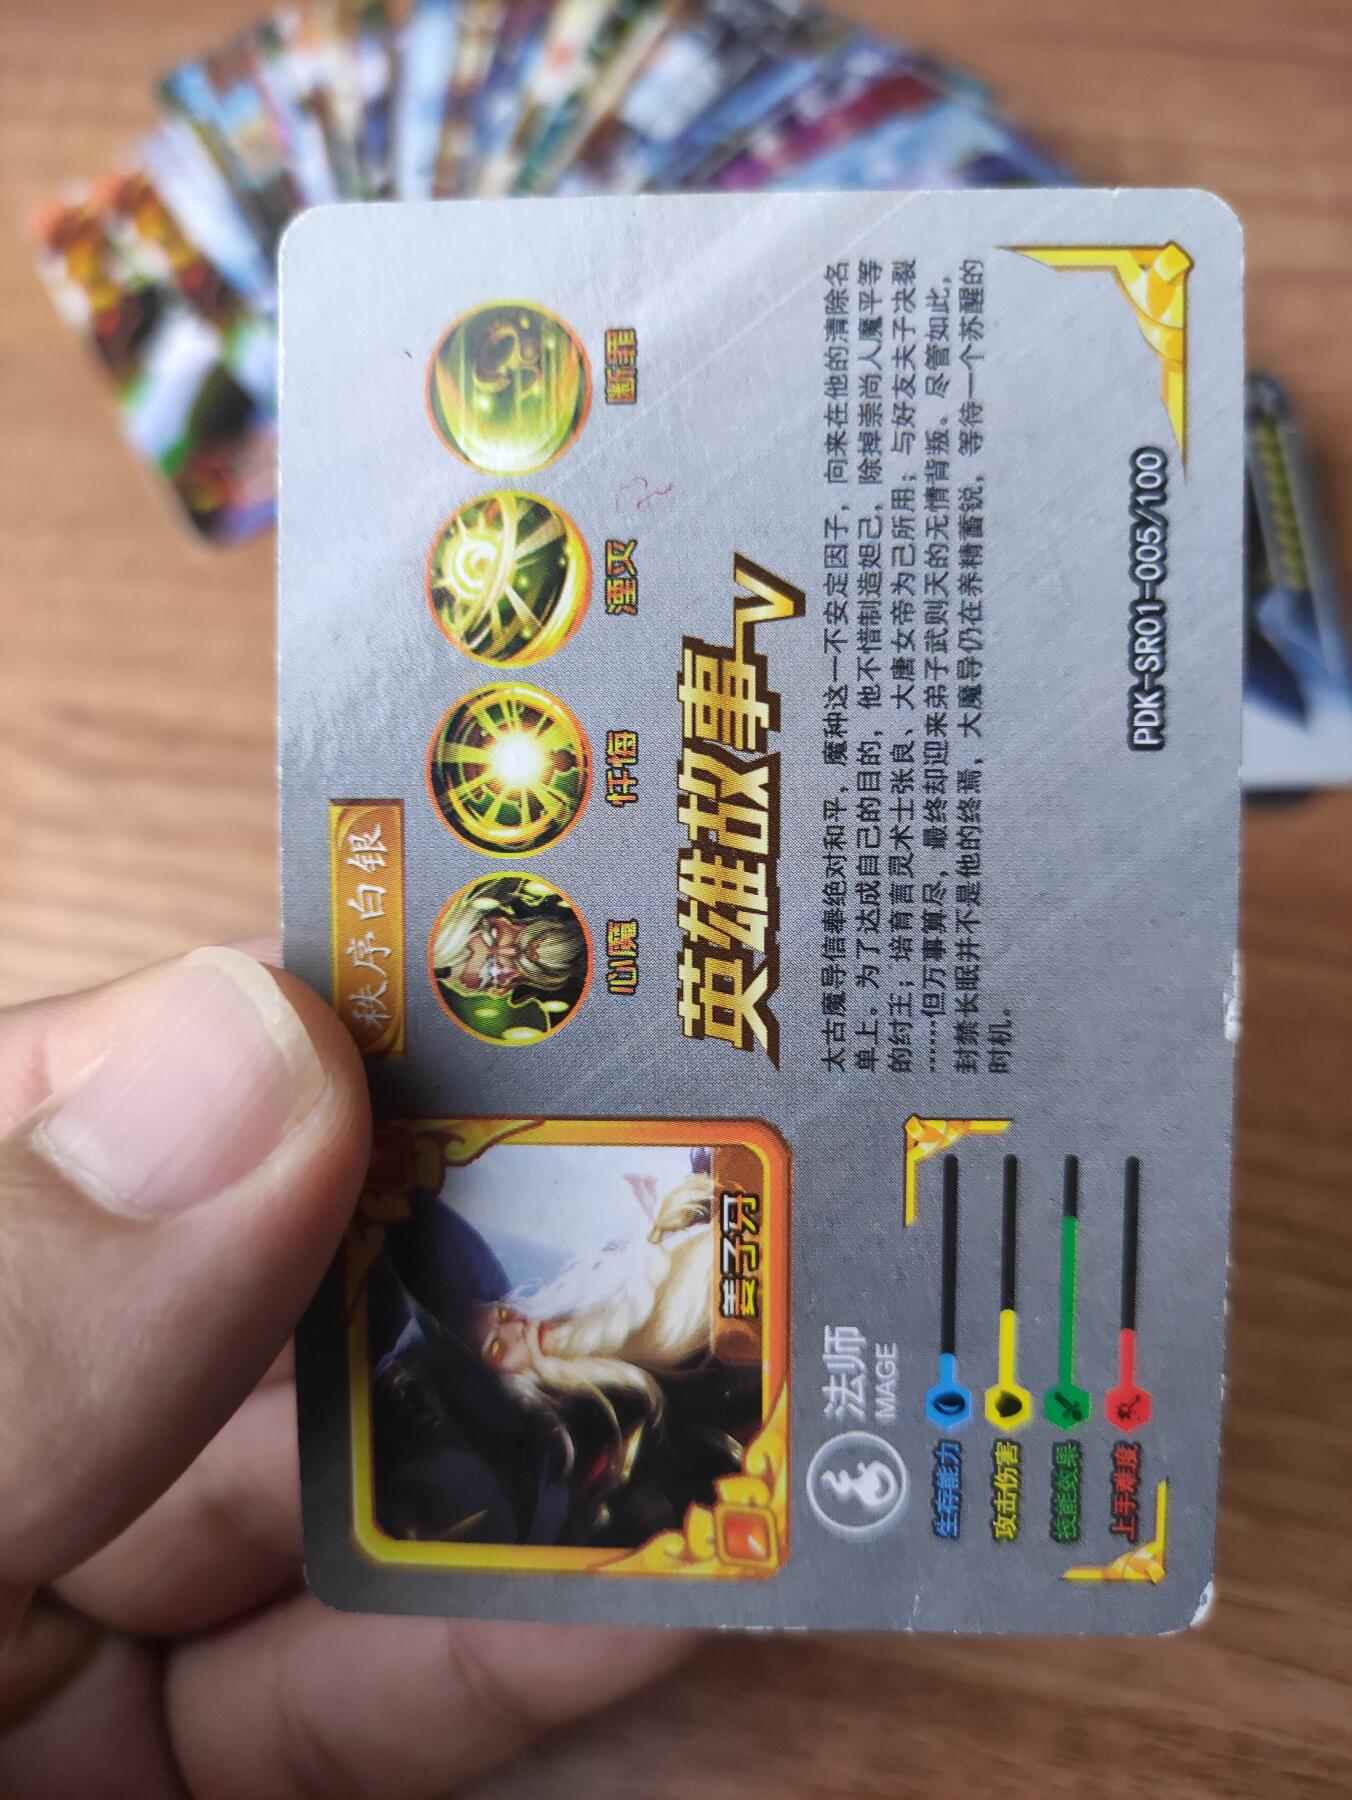 秩序白银
姜子牙
心魔
忏悔
湮灭
断罪
英雄故事
太古魔导信奉绝对和平，魔种这一不安定因子，向来在他的清除名
单上。为了达成自己的目的，他不惜制造妲己，除掉崇尚人魔平等
的纣王；培育言灵术士张良、大唐女帝为己所用；与好友夫子决裂
……但万事算尽，最终却迎来弟子武则天的无情背叛。尽管如此，
封禁长眠并不是他的终焉，大魔导仍在养精蓄锐，等待一个苏醒的
时机。
法师
MAGE
生存能力
攻击伤害
技能效果
上手难度
PDK-SR01-005/100